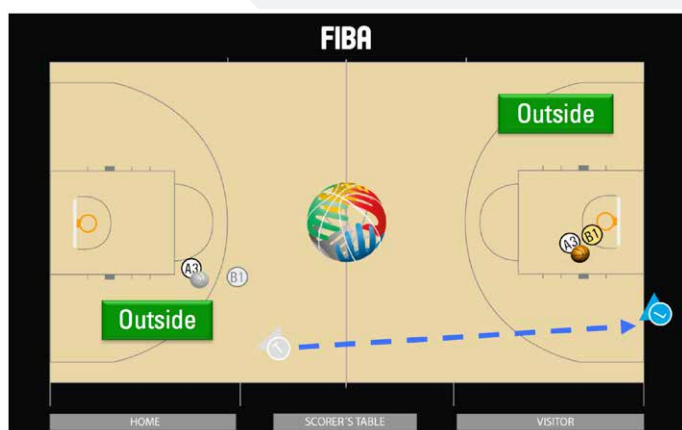 FIBA
Outside
A3
B1
A3
B1
Outside
T
L
HOME
SCORER'S TABLE
VISITOR